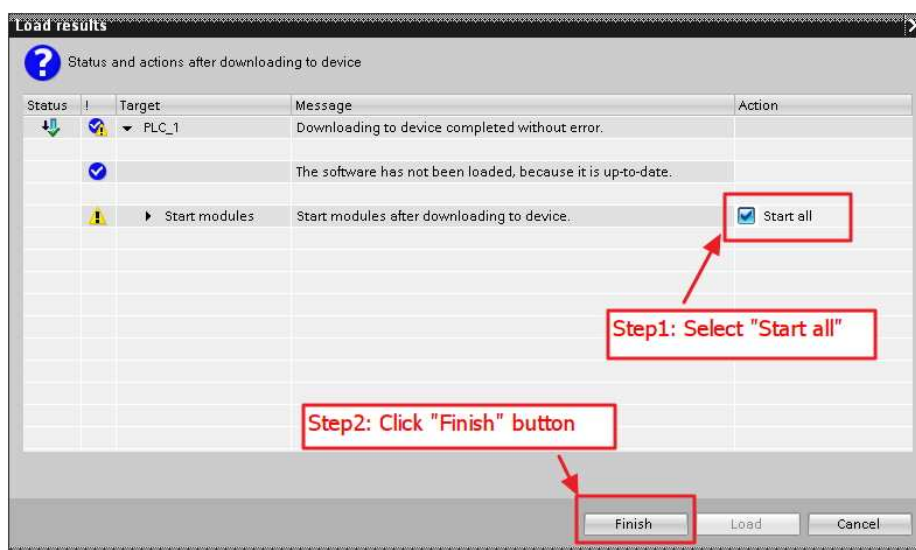 Load results
Status and actions after downloading to device
Status ! Target Message Action
PLC_1 Downloading to device completed without error.
The software has not been loaded, because it is up-to-date.
Start modules Start modules after downloading to device. Start all
Step1: Select "Start all"
Step2: Click "Finish" button
Finish Load Cancel